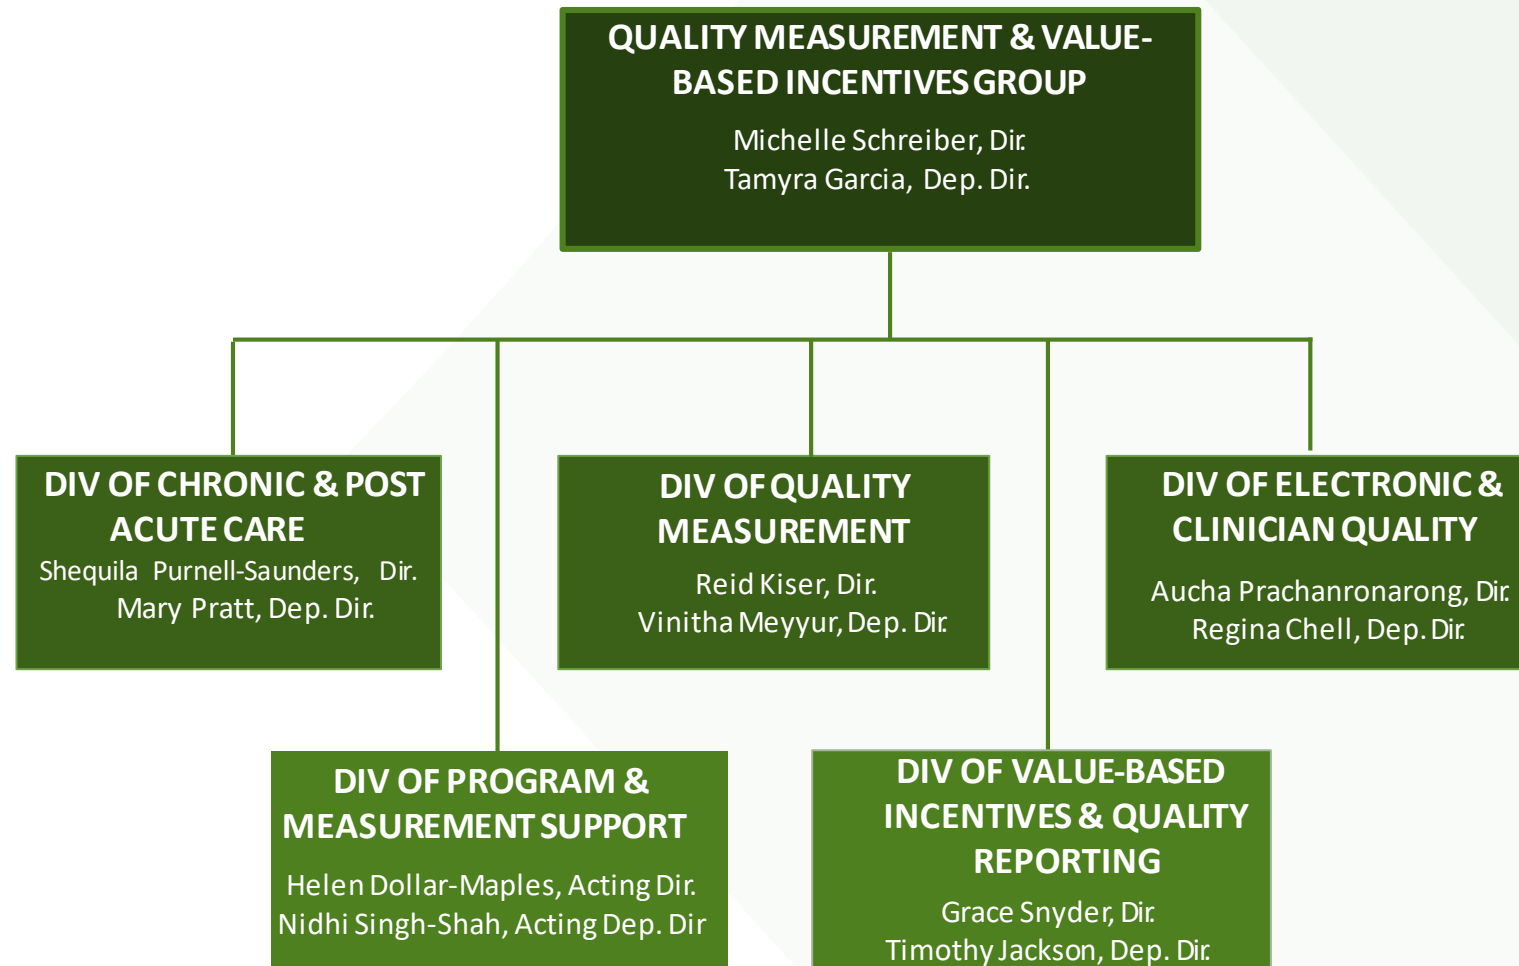 QUALITY MEASUREMENT & VALUE-
BASED INCENTIVES GROUP
Michelle Schreiber, Dir.
Tamyra Garcia, Dep. Dir.
DIV OF CHRONIC & POST
ACUTE CARE
Shequila Purnell-Saunders, Dir.
Mary Pratt, Dep. Dir.
DIV OF QUALITY
MEASUREMENT
Reid Kiser, Dir.
Vinitha Meyyur, Dep. Dir.
DIV OF ELECTRONIC &
CLINICIAN QUALITY
Aucha Prachanronarong, Dir.
Regina Chell, Dep. Dir.
DIV OF PROGRAM &
MEASUREMENT SUPPORT
Helen Dollar-Maples, Acting Dir.
Nidhi Singh-Shah, Acting Dep. Dir
DIV OF VALUE-BASED
INCENTIVES & QUALITY
REPORTING
Grace Snyder, Dir.
Timothy Jackson, Dep. Dir.